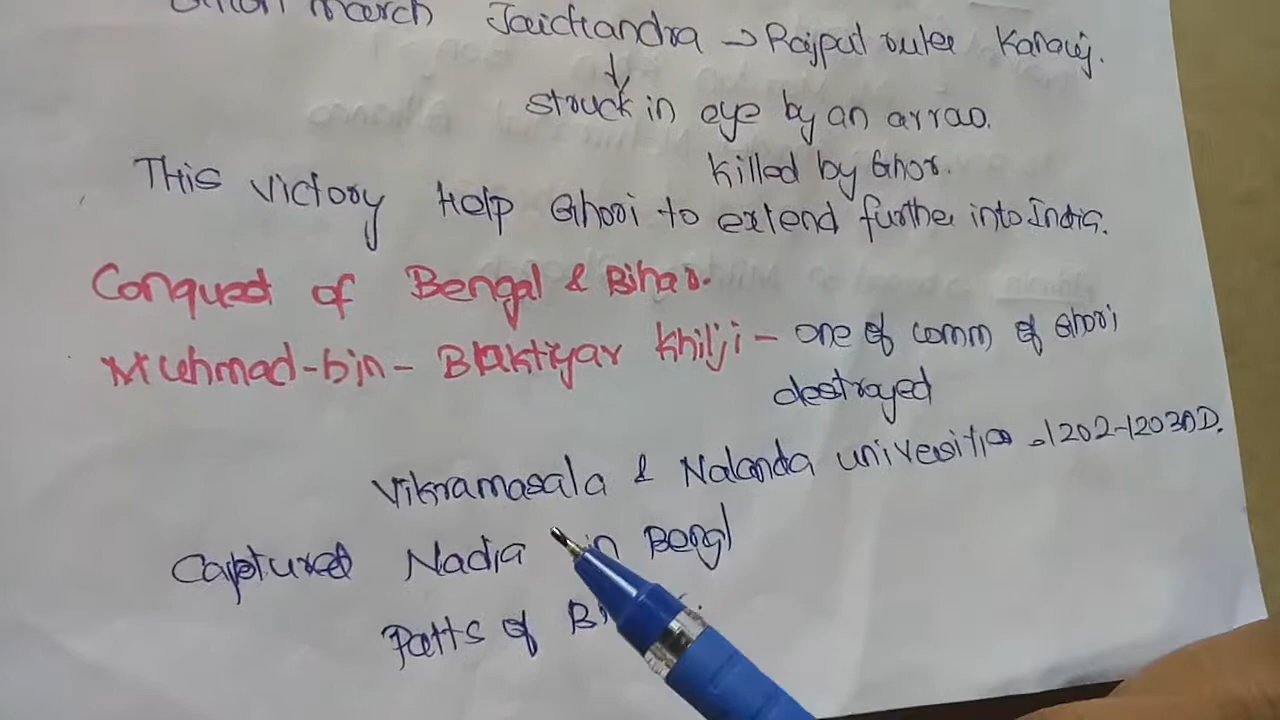 march Jaichandra → Rajput ruler Kanauj.
struck in eye by an arrao.
killed by Ghor.
This victory Help Ghori to extend further into India.
Conquest of Bengal & Bihar.
Muhmad-bin-Bhaktiyar Khilji - one of comm of Ghori
destroyed
Vikramasala & Nalanda universities 1202-1203AD.
Captured Nadia in Bengl
Patts of